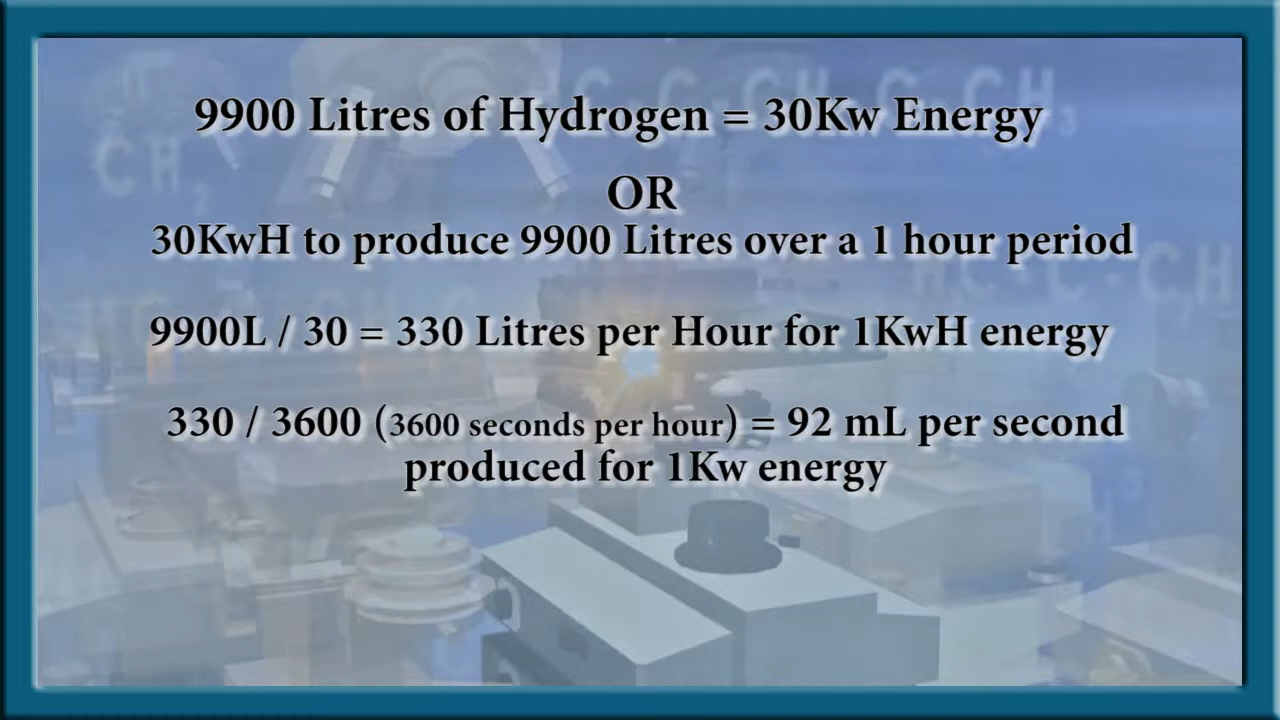 9900 Litres of Hydrogen = 30Kw Energy
OR
30KwH to produce 9900 Litres over a 1 hour period
9900L / 30 = 330 Litres per Hour for 1KwH energy
330 / 3600 (3600 seconds per hour) = 92 mL per second
produced for 1Kw energy